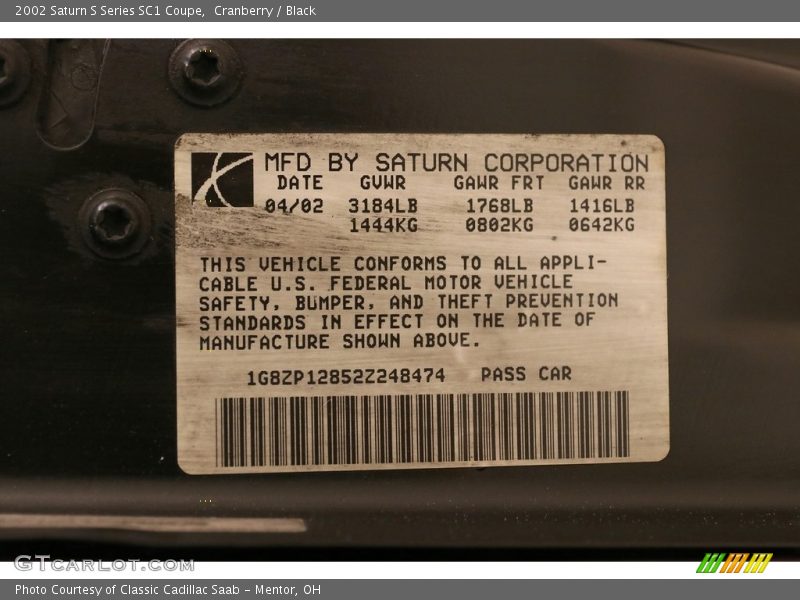 2002 Saturn S Series SC1 Coupe,  Cranberry / Black
MFD BY SATURN CORPORATION
DATE GVWR GAWR FRT GAWR RR
04/02 3184LB 1768LB 1416LB
1444KG 0802KG 0642KG
THIS VEHICLE CONFORMS TO ALL APPLI-
CABLE U.S. FEDERAL MOTOR VEHICLE
SAFETY, BUMPER, AND THEFT PREVENTION
STANDARDS IN EFFECT ON THE DATE OF
MANUFACTURE SHOWN ABOVE.
1G8ZP12852Z248474 PASS CAR
GTCARLOT.COM
Photo Courtesy of Classic Cadillac Saab - Mentor, OH